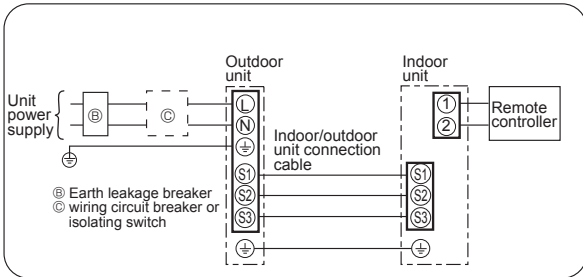 Outdoor
unit
Indoor
unit
Unit
power
supply
Ⓑ
Ⓒ
L
N
S1
S2
S3
Indoor/outdoor
unit connection
cable
1
2
Remote
controller
S1
S2
S3
Ⓑ Earth leakage breaker
Ⓒ wiring circuit breaker or
isolating switch